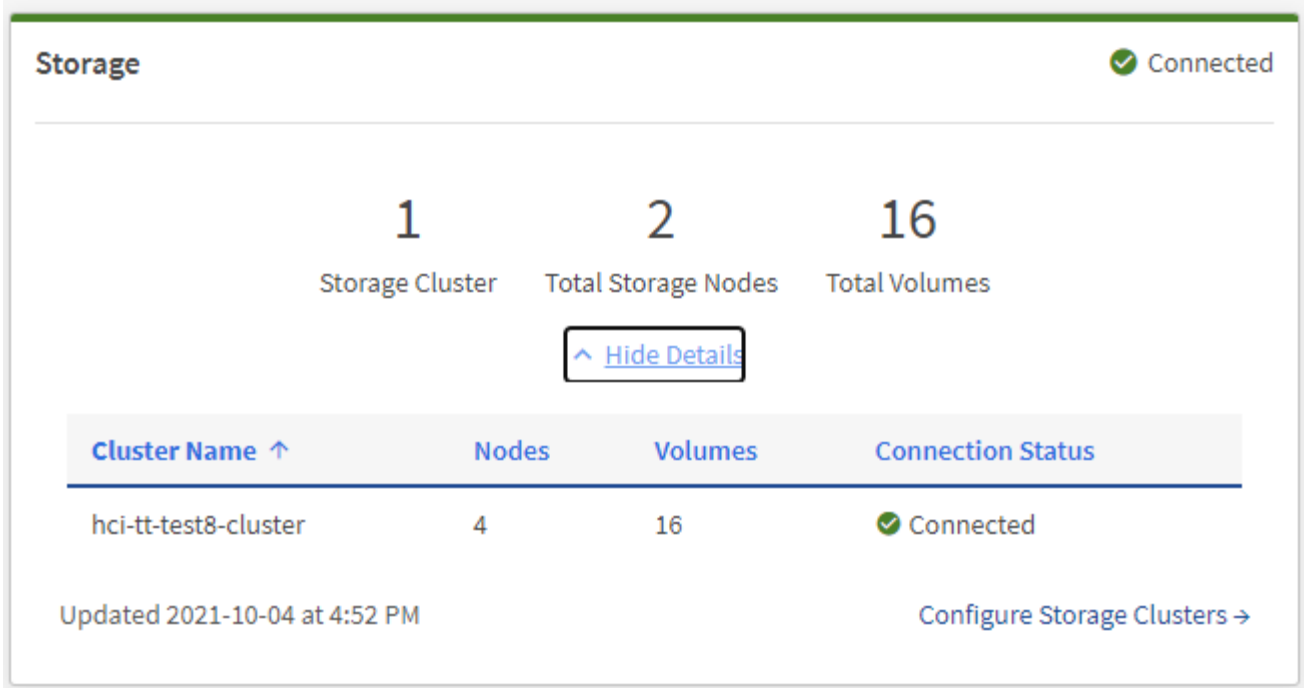 Storage
Connected
1 2 16
Storage Cluster Total Storage Nodes Total Volumes
Hide Details
Cluster Name ↑ Nodes Volumes Connection Status
hci-tt-test8-cluster 4 16 Connected
Updated 2021-10-04 at 4:52 PM
Configure Storage Clusters →